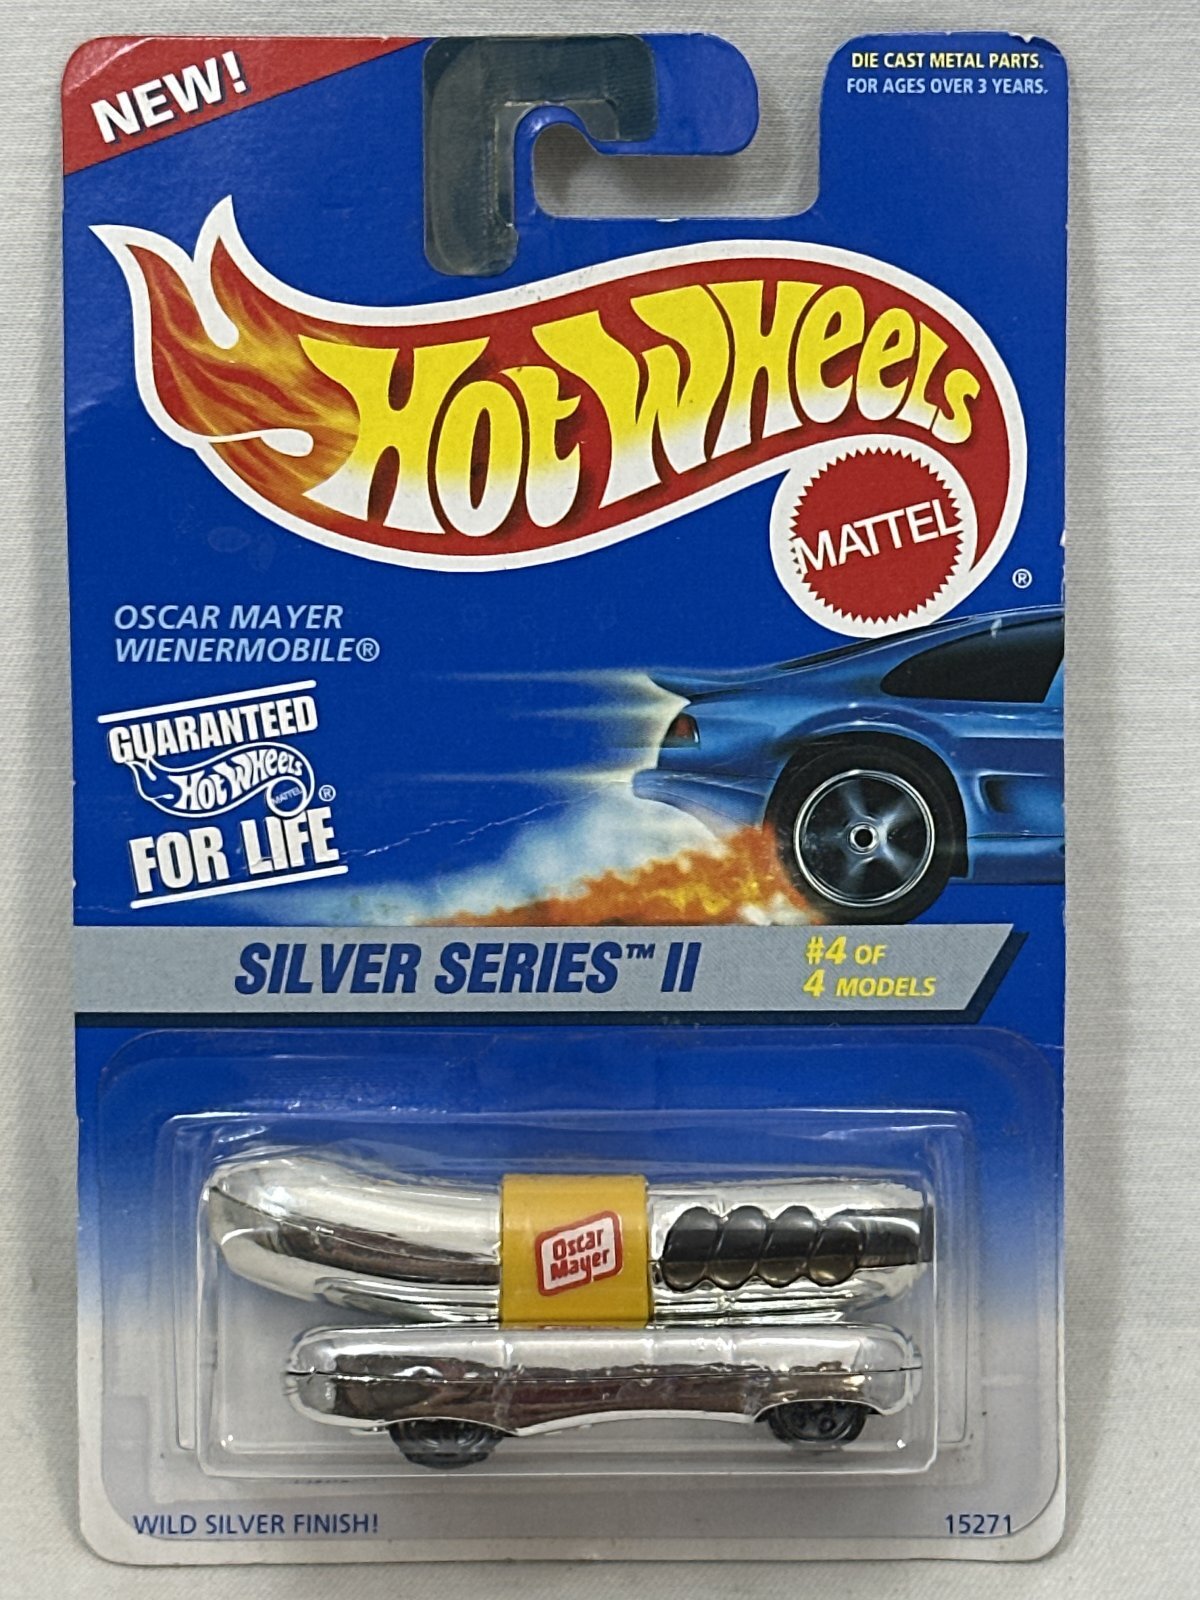 NEW!
DIE CAST METAL PARTS.
FOR AGES OVER 3 YEARS.
HOT WHEELS
MATTEL
®
OSCAR MAYER
WIENERMOBILE®
GUARANTEED
HOT WHEELS
MATTEL
®
FOR LIFE
SILVER SERIES™ II
#4 OF
4 MODELS
Oscar
Mayer
WILD SILVER FINISH!
15271